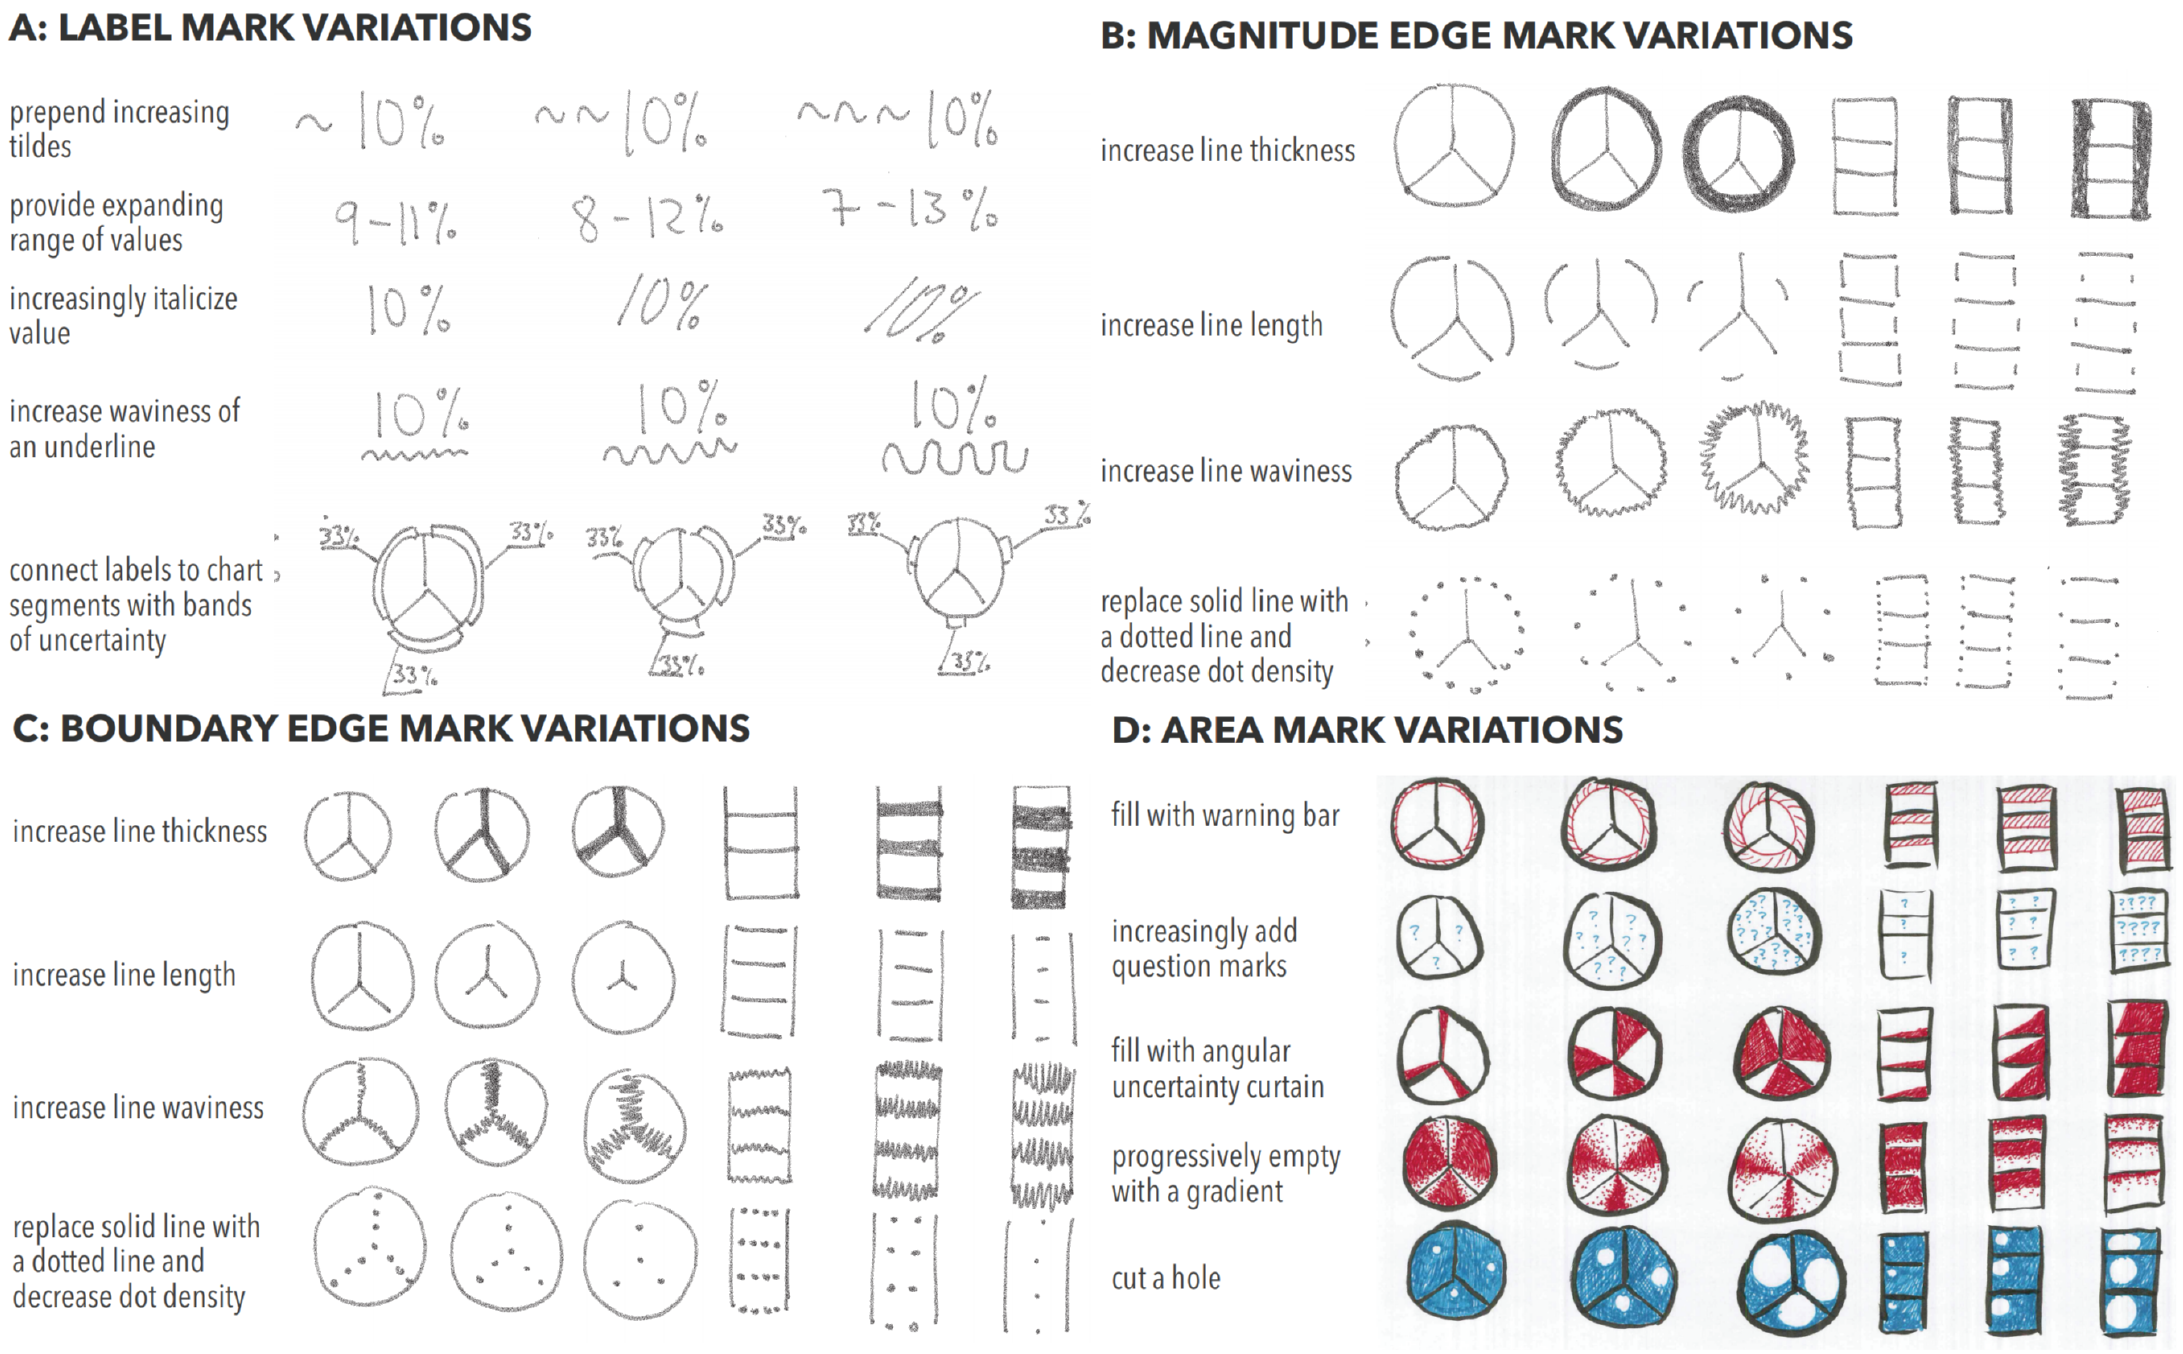 A: LABEL MARK VARIATIONS
prepend increasing
tildes
~ 10%
~~10%
~~~10%
provide expanding
range of values
9-11%
8-12%
7-13%
increasingly italicize
value
10%
10%
10%
increase waviness of
an underline
10%
10%
10%
connect labels to chart
segments with bands
of uncertainty
33%
33%
33%
33%
33%
33%
33%
33%
33%
B: MAGNITUDE EDGE MARK VARIATIONS
increase line thickness
increase line length
increase line waviness
replace solid line with
a dotted line and
decrease dot density
C: BOUNDARY EDGE MARK VARIATIONS
increase line thickness
increase line length
increase line waviness
replace solid line with
a dotted line and
decrease dot density
D: AREA MARK VARIATIONS
fill with warning bar
increasingly add
question marks
? ? ?
? ? ? ? ? ? ? ? ?
?
?
?
? ?
? ?
? ?
????
????
????
fill with angular
uncertainty curtain
progressively empty
with a gradient
cut a hole